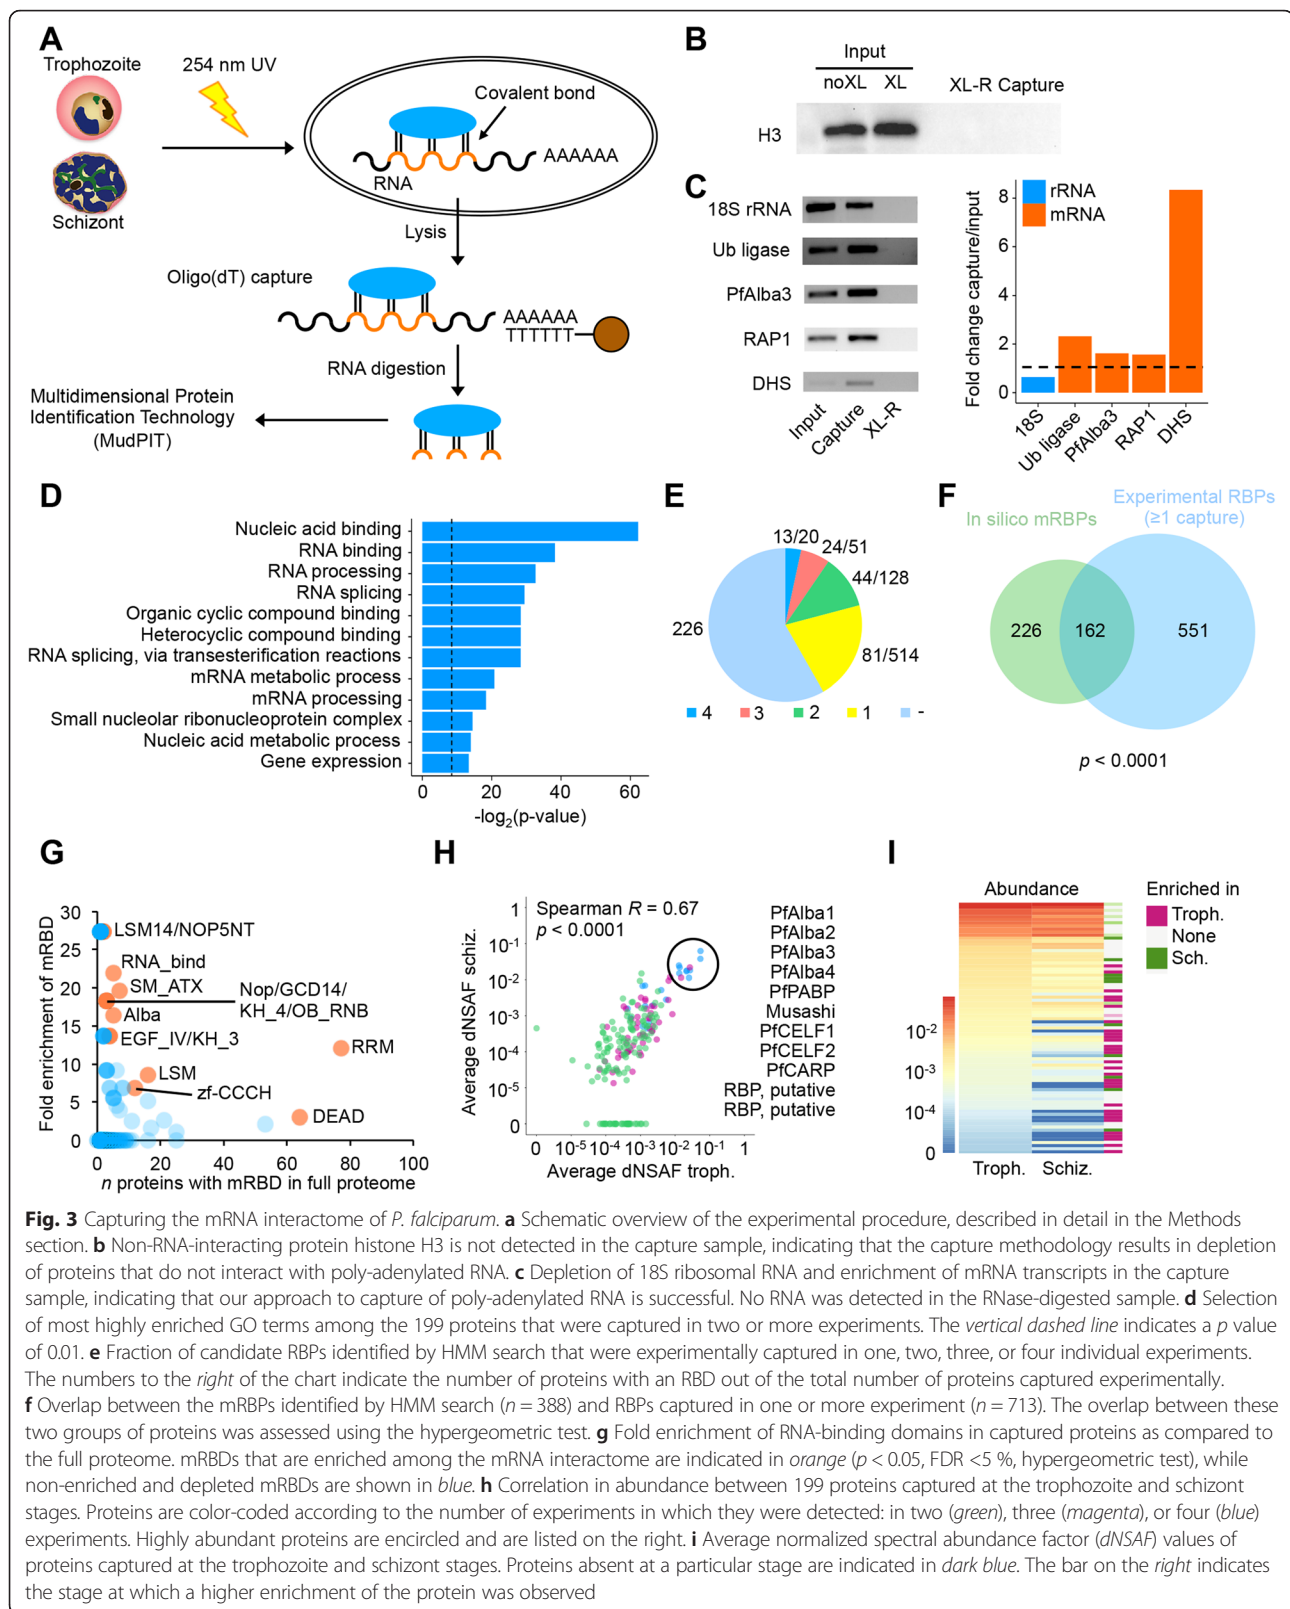 A
Trophozoite
254 nm UV
Covalent bond
AAAAAA
RNA
Schizont
Lysis
Oligo(dT) capture
AAAAAA
TTTTTT
RNA digestion
Multidimensional Protein
Identification Technology
(MudPIT)
B
Input
noXL XL XL-R Capture
H3
C
18S rRNA
Ub ligase
PfAlba3
RAP1
DHS
Input Capture XL-R
Fold change capture/input
8
6
4
2
0
rRNA
mRNA
18S Ub ligase PfAlba3 RAP1 DHS
D
Nucleic acid binding
RNA binding
RNA processing
RNA splicing
Organic cyclic compound binding
Heterocyclic compound binding
RNA splicing, via transesterification reactions
mRNA metabolic process
mRNA processing
Small nucleolar ribonucleoprotein complex
Nucleic acid metabolic process
Gene expression
0 20 40 60
-log2(p-value)
E
13/20
24/51
44/128
81/514
226
4 3 2 1 -
F
Experimental RBPs
(≥1 capture)
In silico mRBPs
226 162 551
p < 0.0001
G
Fold enrichment of mRBD
30
25
20
15
10
5
0
LSM14/NOP5NT
RNA_bind
SM_ATX
Nop/GCD14/
KH_4/OB_RNB
Alba
EGF_IV/KH_3
RRM
LSM
zf-CCCH
DEAD
0 20 40 60 80 100
n proteins with mRBD in full proteome
H
Average dNSAF schiz.
1
10-1
10-2
10-3
10-4
10-5
0
Spearman R = 0.67
p < 0.0001
0 10-5 10-4 10-3 10-2 10-1 1
Average dNSAF troph.
PfAlba1
PfAlba2
PfAlba3
PfAlba4
PfPABP
Musashi
PfCELF1
PfCELF2
PfCARP
RBP, putative
RBP, putative
I
Abundance
10-2
10-3
10-4
0
Troph. Schiz.
Enriched in
Troph.
None
Sch.
Fig. 3 Capturing the mRNA interactome of P. falciparum. a Schematic overview of the experimental procedure, described in detail in the Methods
section. b Non-RNA-interacting protein histone H3 is not detected in the capture sample, indicating that the capture methodology results in depletion
of proteins that do not interact with poly-adenylated RNA. c Depletion of 18S ribosomal RNA and enrichment of mRNA transcripts in the capture
sample, indicating that our approach to capture of poly-adenylated RNA is successful. No RNA was detected in the RNase-digested sample. d Selection
of most highly enriched GO terms among the 199 proteins that were captured in two or more experiments. The vertical dashed line indicates a p value
of 0.01. e Fraction of candidate RBPs identified by HMM search that were experimentally captured in one, two, three, or four individual experiments.
The numbers to the right of the chart indicate the number of proteins with an RBD out of the total number of proteins captured experimentally.
f Overlap between the mRBPs identified by HMM search (n = 388) and RBPs captured in one or more experiment (n = 713). The overlap between these
two groups of proteins was assessed using the hypergeometric test. g Fold enrichment of RNA-binding domains in captured proteins as compared to
the full proteome. mRBDs that are enriched among the mRNA interactome are indicated in orange (p < 0.05, FDR <5 %, hypergeometric test), while
non-enriched and depleted mRBDs are shown in blue. h Correlation in abundance between 199 proteins captured at the trophozoite and schizont
stages. Proteins are color-coded according to the number of experiments in which they were detected: in two (green), three (magenta), or four (blue)
experiments. Highly abundant proteins are encircled and are listed on the right. i Average normalized spectral abundance factor (dNSAF) values of
proteins captured at the trophozoite and schizont stages. Proteins absent at a particular stage are indicated in dark blue. The bar on the right indicates
the stage at which a higher enrichment of the protein was observed